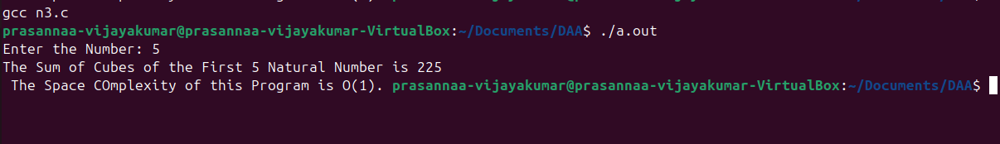 gcc n3.c
prasannaa-vijayakumar@prasannaa-vijayakumar-VirtualBox:~/Documents/DAA$ ./a.out
Enter the Number: 5
The Sum of Cubes of the First 5 Natural Number is 225
 The Space COmplexity of this Program is O(1). prasannaa-vijayakumar@prasannaa-vijayakumar-VirtualBox:~/Documents/DAA$